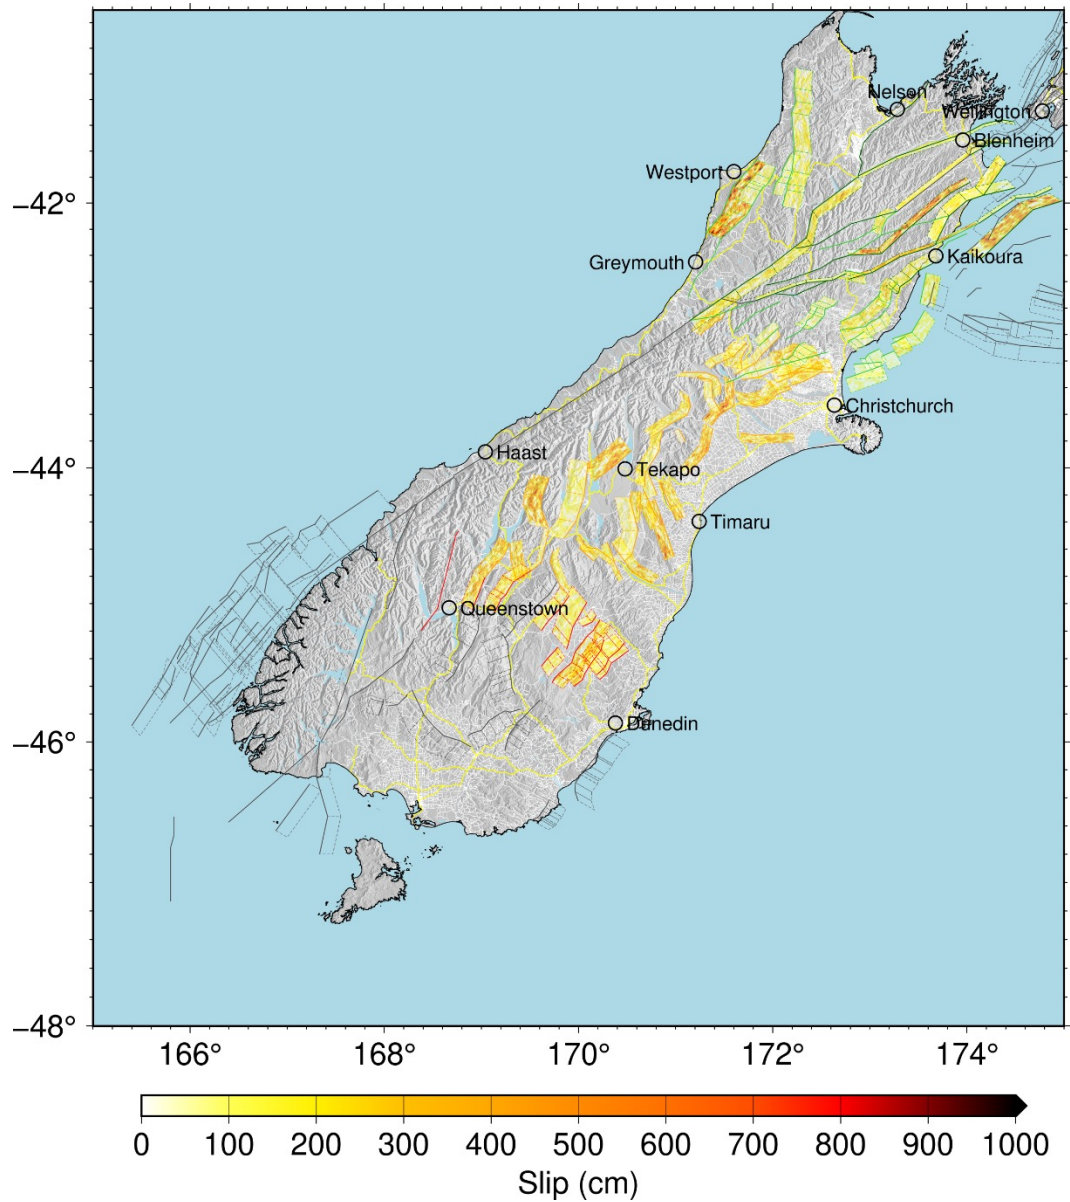 Nelson
Wellington
Blenheim
Westport
−42°
Kaikoura
Greymouth
Christchurch
Haast
−44°
Tekapo
Timaru
Queenstown
Dunedin
−46°
−48°
166° 168° 170° 172° 174°
0 100 200 300 400 500 600 700 800 900 1000
Slip (cm)